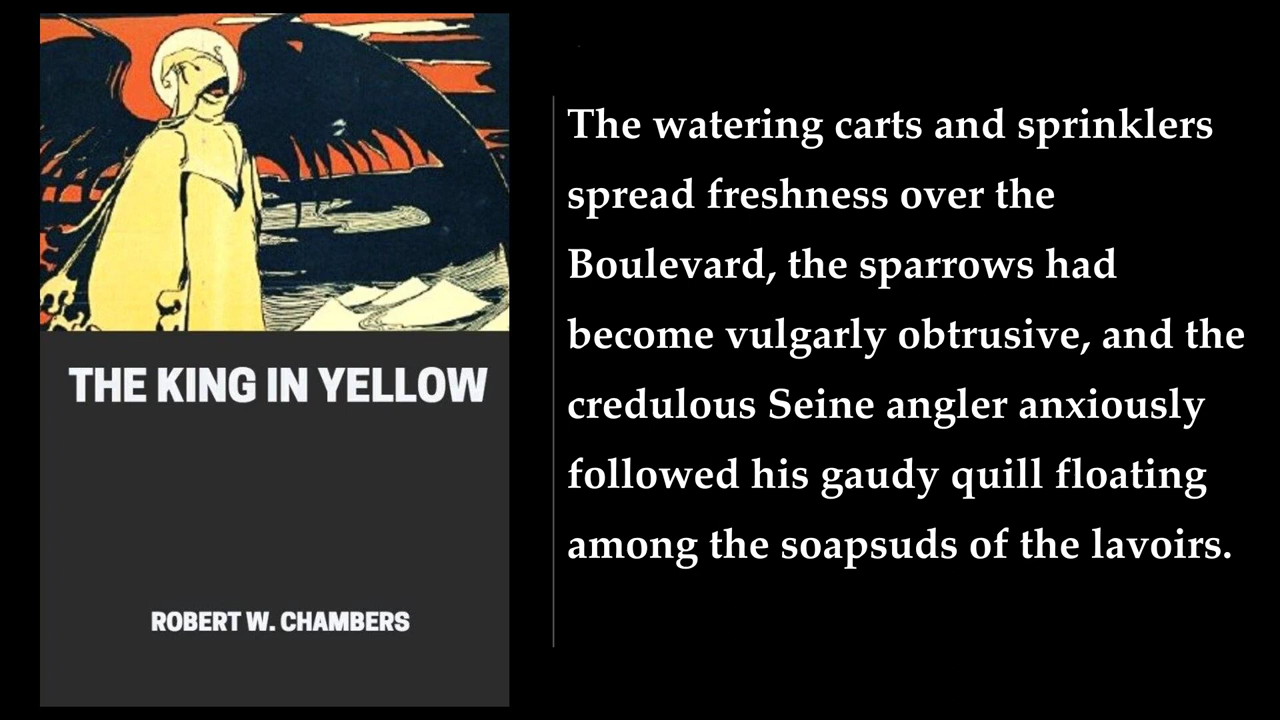 THE KING IN YELLOW
ROBERT W. CHAMBERS
The watering carts and sprinklers
spread freshness over the
Boulevard, the sparrows had
become vulgarly obtrusive, and the
credulous Seine angler anxiously
followed his gaudy quill floating
among the soapsuds of the lavoirs.